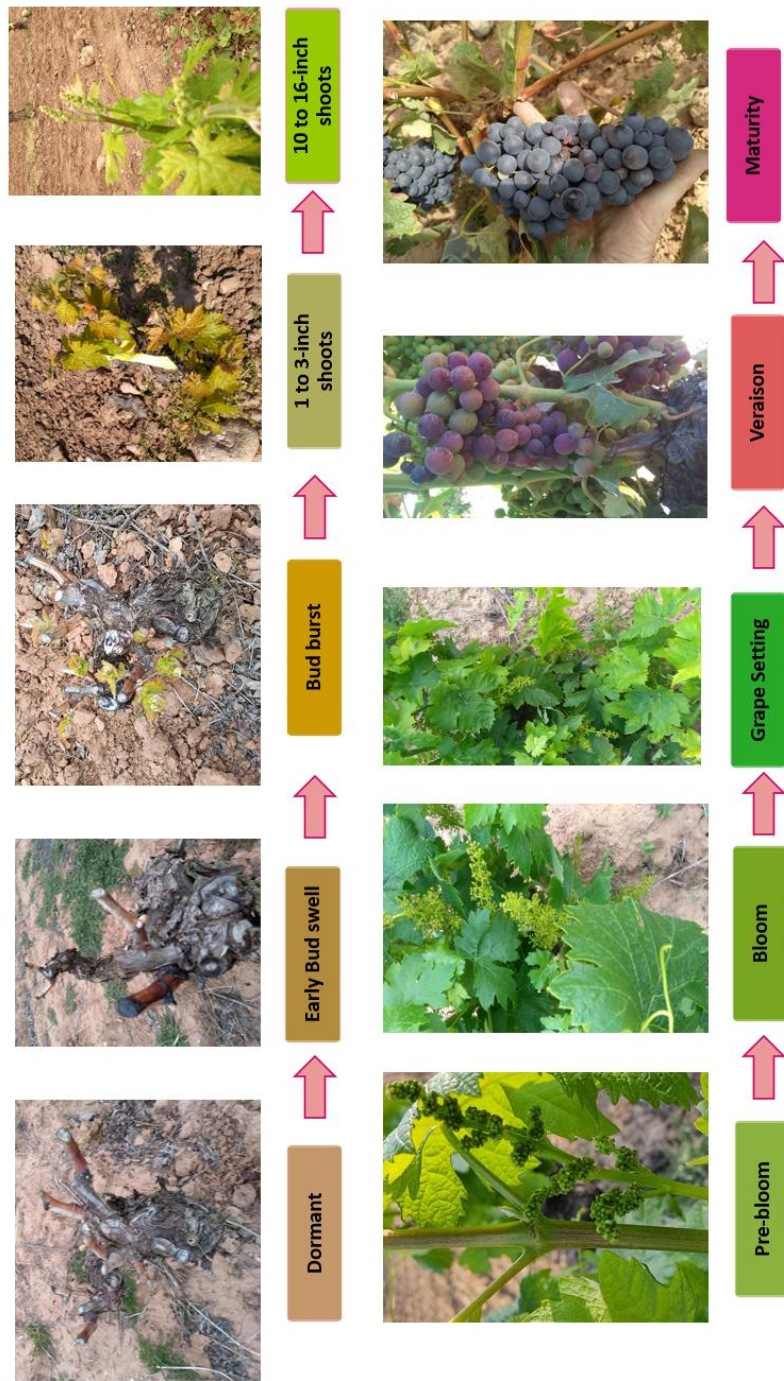 Dormant
Early Bud swell
Bud burst
1 to 3-inch
shoots
10 to 16-inch
shoots
Pre-bloom
Bloom
Grape Setting
Veraison
Maturity